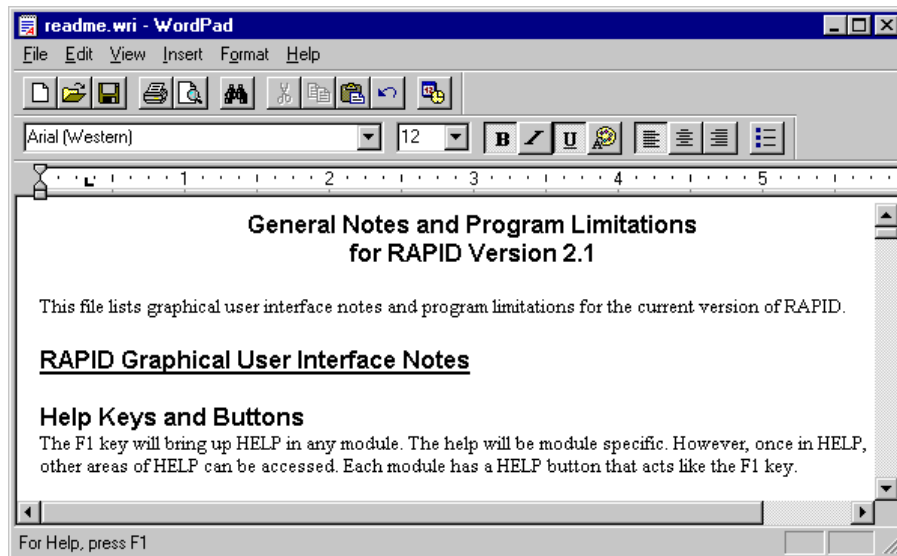 readme.wri - WordPad
File Edit View Insert Format Help
Arial (Western) 12 B I U
1 2 3 4 5
General Notes and Program Limitations
for RAPID Version 2.1
This file lists graphical user interface notes and program limitations for the current version of RAPID.
RAPID Graphical User Interface Notes
Help Keys and Buttons
The F1 key will bring up HELP in any module. The help will be module specific. However, once in HELP,
other areas of HELP can be accessed. Each module has a HELP button that acts like the F1 key.
For Help, press F1